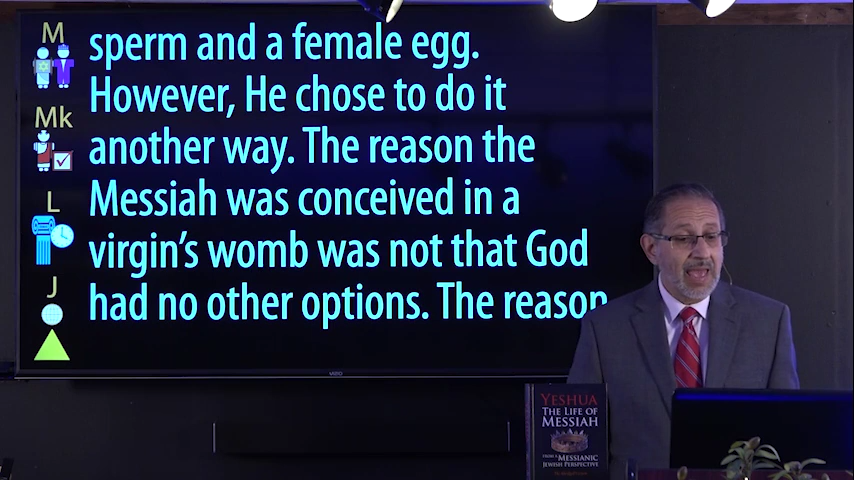 M
sperm and a female egg.
However, He chose to do it
Mk
another way. The reason the
L
Messiah was conceived in a
virgin's womb was not that God
J
had no other options. The reason
YESHUA
THE LIFE OF
MESSIAH
FROM A MESSIANIC
JEWISH PERSPECTIVE